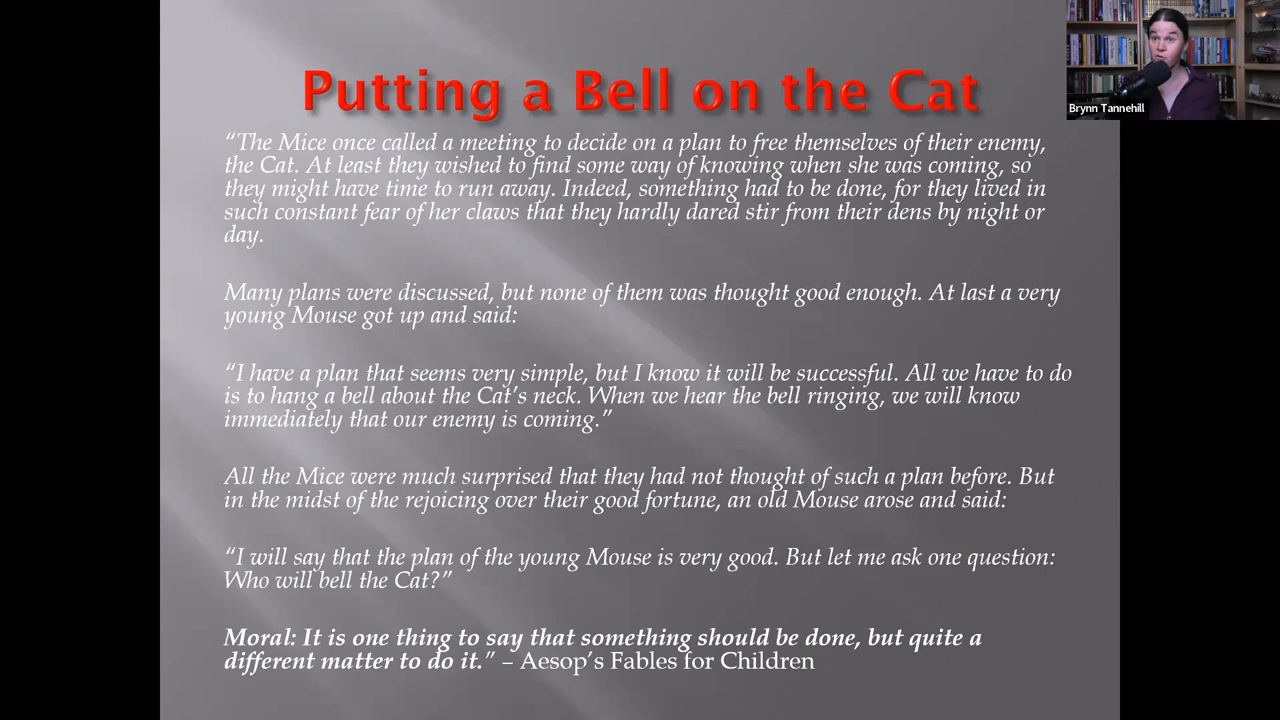 Putting a Bell on the Cat
Brynn Tannehill
“The Mice once called a meeting to decide on a plan to free themselves of their enemy,
the Cat. At least they wished to find some way of knowing when she was coming, so
they might have time to run away. Indeed, something had to be done, for they lived in
such constant fear of her claws that they hardly dared stir from their dens by night or
day.
Many plans were discussed, but none of them was thought good enough. At last a very
young Mouse got up and said:
“I have a plan that seems very simple, but I know it will be successful. All we have to do
is to hang a bell about the Cat’s neck. When we hear the bell ringing, we will know
immediately that our enemy is coming.”
All the Mice were much surprised that they had not thought of such a plan before. But
in the midst of the rejoicing over their good fortune, an old Mouse arose and said:
“I will say that the plan of the young Mouse is very good. But let me ask one question:
Who will bell the Cat?”
Moral: It is one thing to say that something should be done, but quite a
different matter to do it.” – Aesop’s Fables for Children